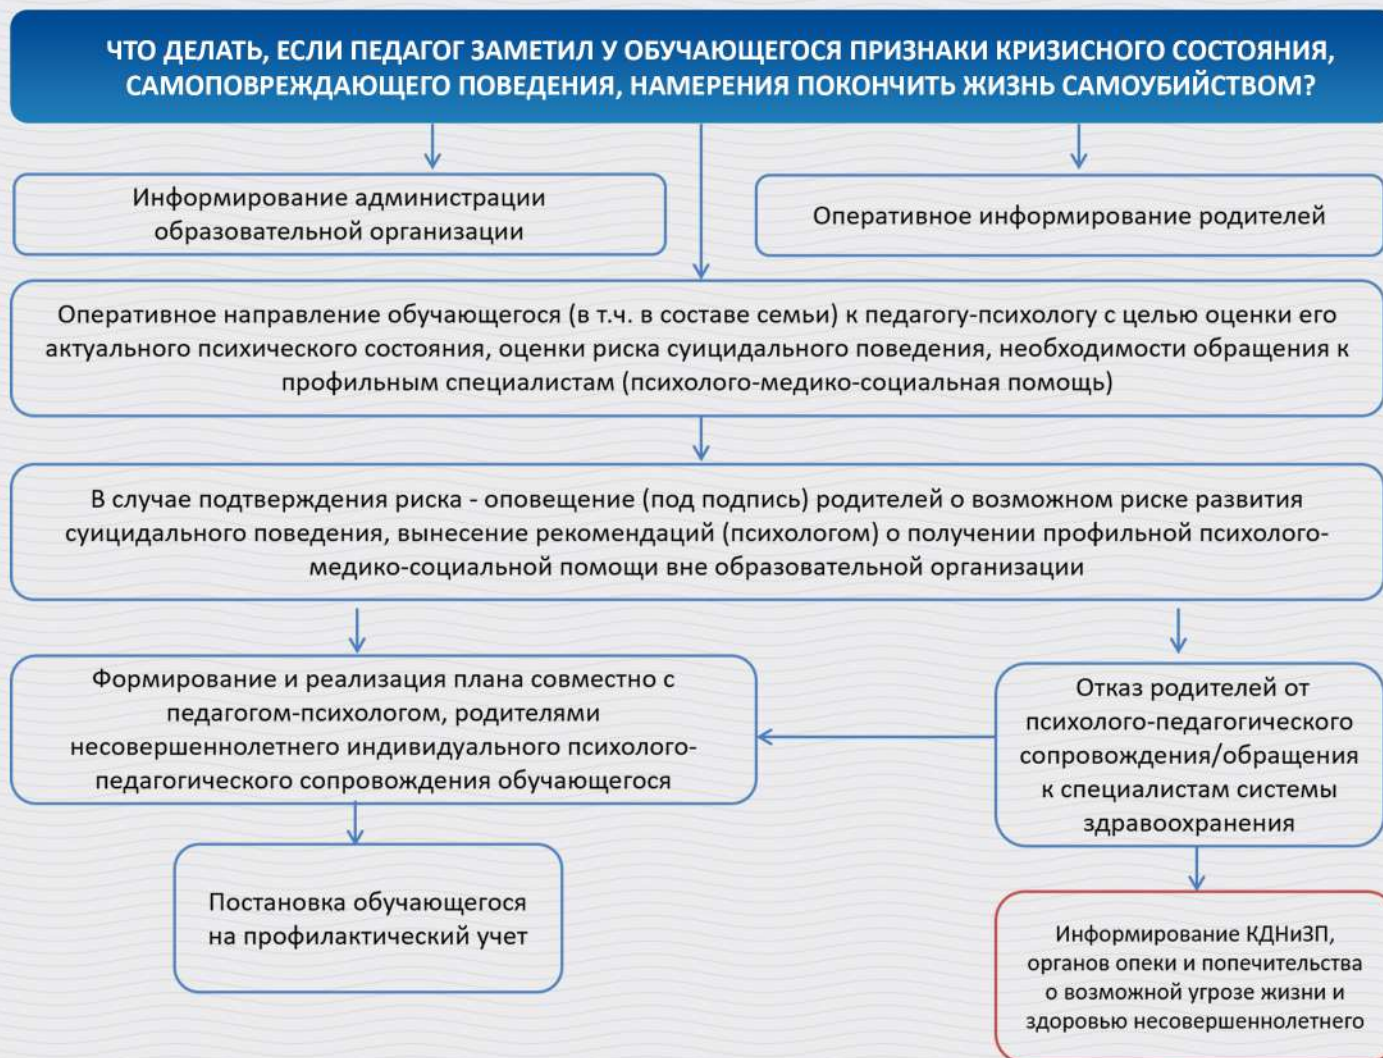 ЧТО ДЕЛАТЬ, ЕСЛИ ПЕДАГОГ ЗАМЕТИЛ У ОБУЧАЮЩЕГОСЯ ПРИЗНАКИ КРИЗИСНОГО СОСТОЯНИЯ,
САМОПОВРЕЖДАЮЩЕГО ПОВЕДЕНИЯ, НАМЕРЕНИЯ ПОКОНЧИТЬ ЖИЗНЬ САМОУБИЙСТВОМ?
Информирование администрации
образовательной организации
Оперативное информирование родителей
Оперативное направление обучающегося (в т.ч. в составе семьи) к педагогу-психологу с целью оценки его
актуального психического состояния, оценки риска суицидального поведения, необходимости обращения к
профильным специалистам (психолого-медико-социальная помощь)
В случае подтверждения риска - оповещение (под подпись) родителей о возможном риске развития
суицидального поведения, вынесение рекомендаций (психологом) о получении профильной психолого-
медико-социальной помощи вне образовательной организации
Формирование и реализация плана совместно с
педагогом-психологом, родителями
несовершеннолетнего индивидуального психолого-
педагогического сопровождения обучающегося
Отказ родителей от
психолого-педагогического
сопровождения/обращения
к специалистам системы
здравоохранения
Постановка обучающегося
на профилактический учет
Информирование КДНиЗП,
органов опеки и попечительства
о возможной угрозе жизни и
здоровью несовершеннолетнего